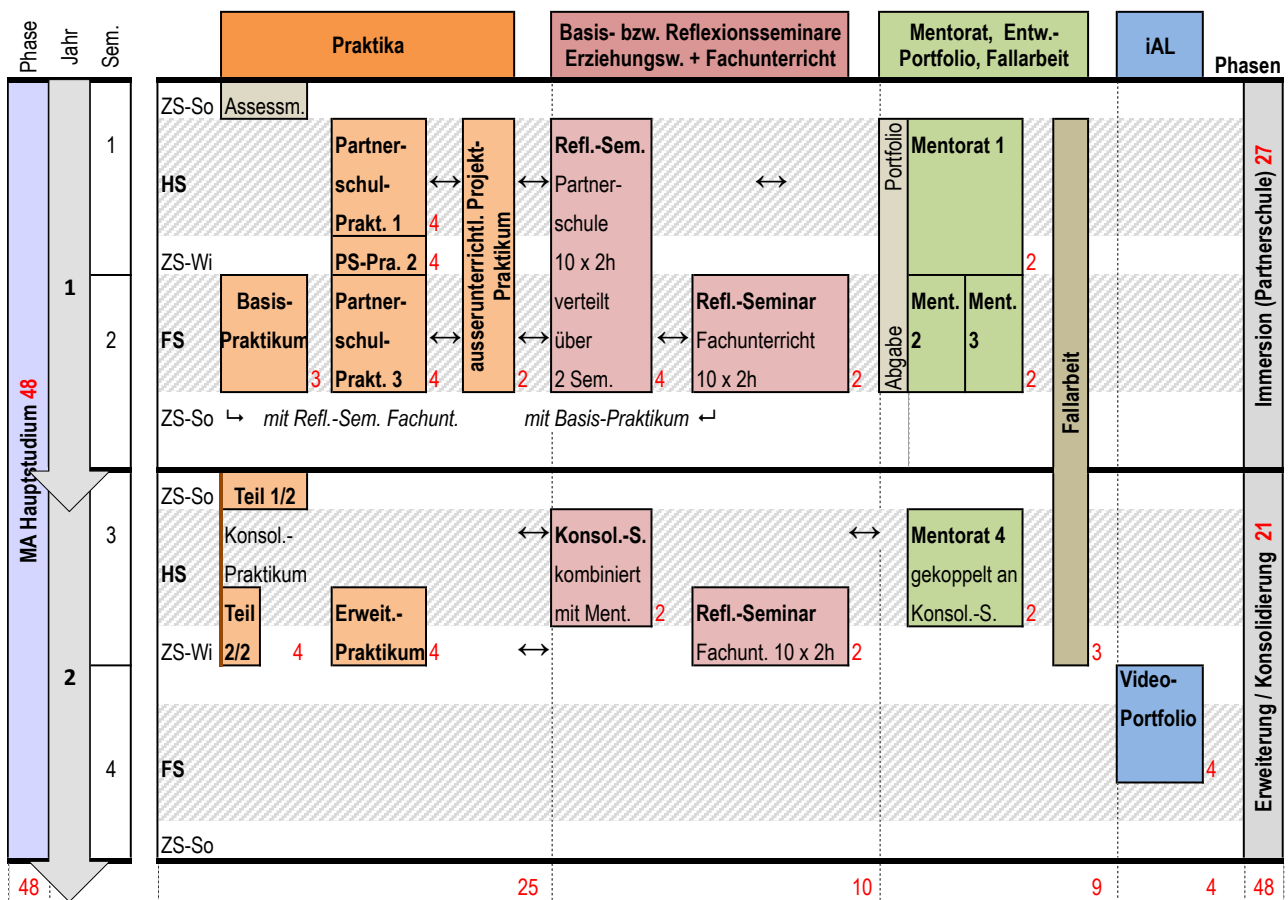 Phase
Jahr
Sem.
Praktika
Basis- bzw. Reflexionsseminare
Erziehungsw. + Fachunterricht
Mentorat, Entw.-
Portfolio, Fallarbeit
iAL
Phasen
MA Hauptstudium 48
1
2
1
2
3
4
ZS-So
HS
ZS-Wi
FS
ZS-So
Assessm.
Partner-
schul-
Prakt. 1
4
PS-Pra. 2
4
Basis-
Praktikum
3
Partner-
schul-
Prakt. 3
4
ausserunterrichtl. Projekt-
Praktikum
2
↔
↔
↔
↔
Refl.-Sem.
Partner-
schule
10 x 2h
verteilt
über
2 Sem.
4
↔
↔
Refl.-Seminar
Fachunterricht
10 x 2h
2
Abgabe Portfolio
Mentorat 1
2
Ment.
2
Ment.
3
2
Fallarbeit
3
Immersion (Partnerschule) 27
↪ mit Refl.-Sem. Fachunt.
mit Basis-Praktikum ↵
ZS-So
HS
ZS-Wi
FS
ZS-So
Teil 1/2
Konsol.-
Praktikum
Teil
2/2
4
Erweit.-
Praktikum
4
↔
↔
Konsol.-S.
kombiniert
mit Ment.
2
↔
Refl.-Seminar
Fachunt. 10 x 2h
2
Mentorat 4
gekoppelt an
Konsol.-S.
2
Video-
Portfolio
4
Erweiterung / Konsolidierung 21
48
25
10
9
4
48